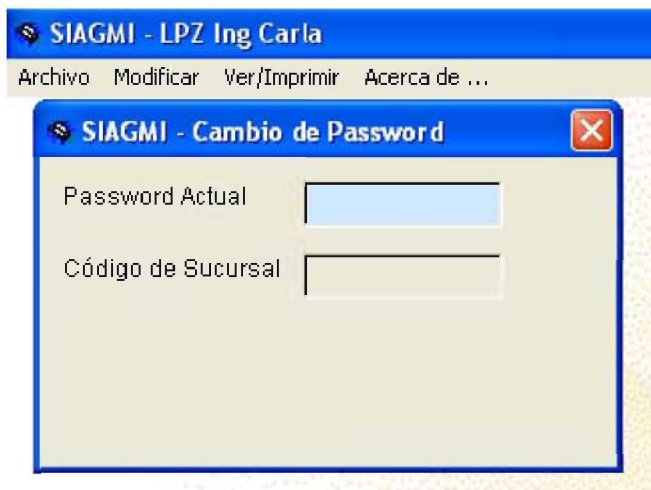 SIAGMI - LPZ Ing Carla
Archivo Modificar Ver/Imprimir Acerca de ...
SIAGMI - Cambio de Password
Password Actual
Código de Sucursal